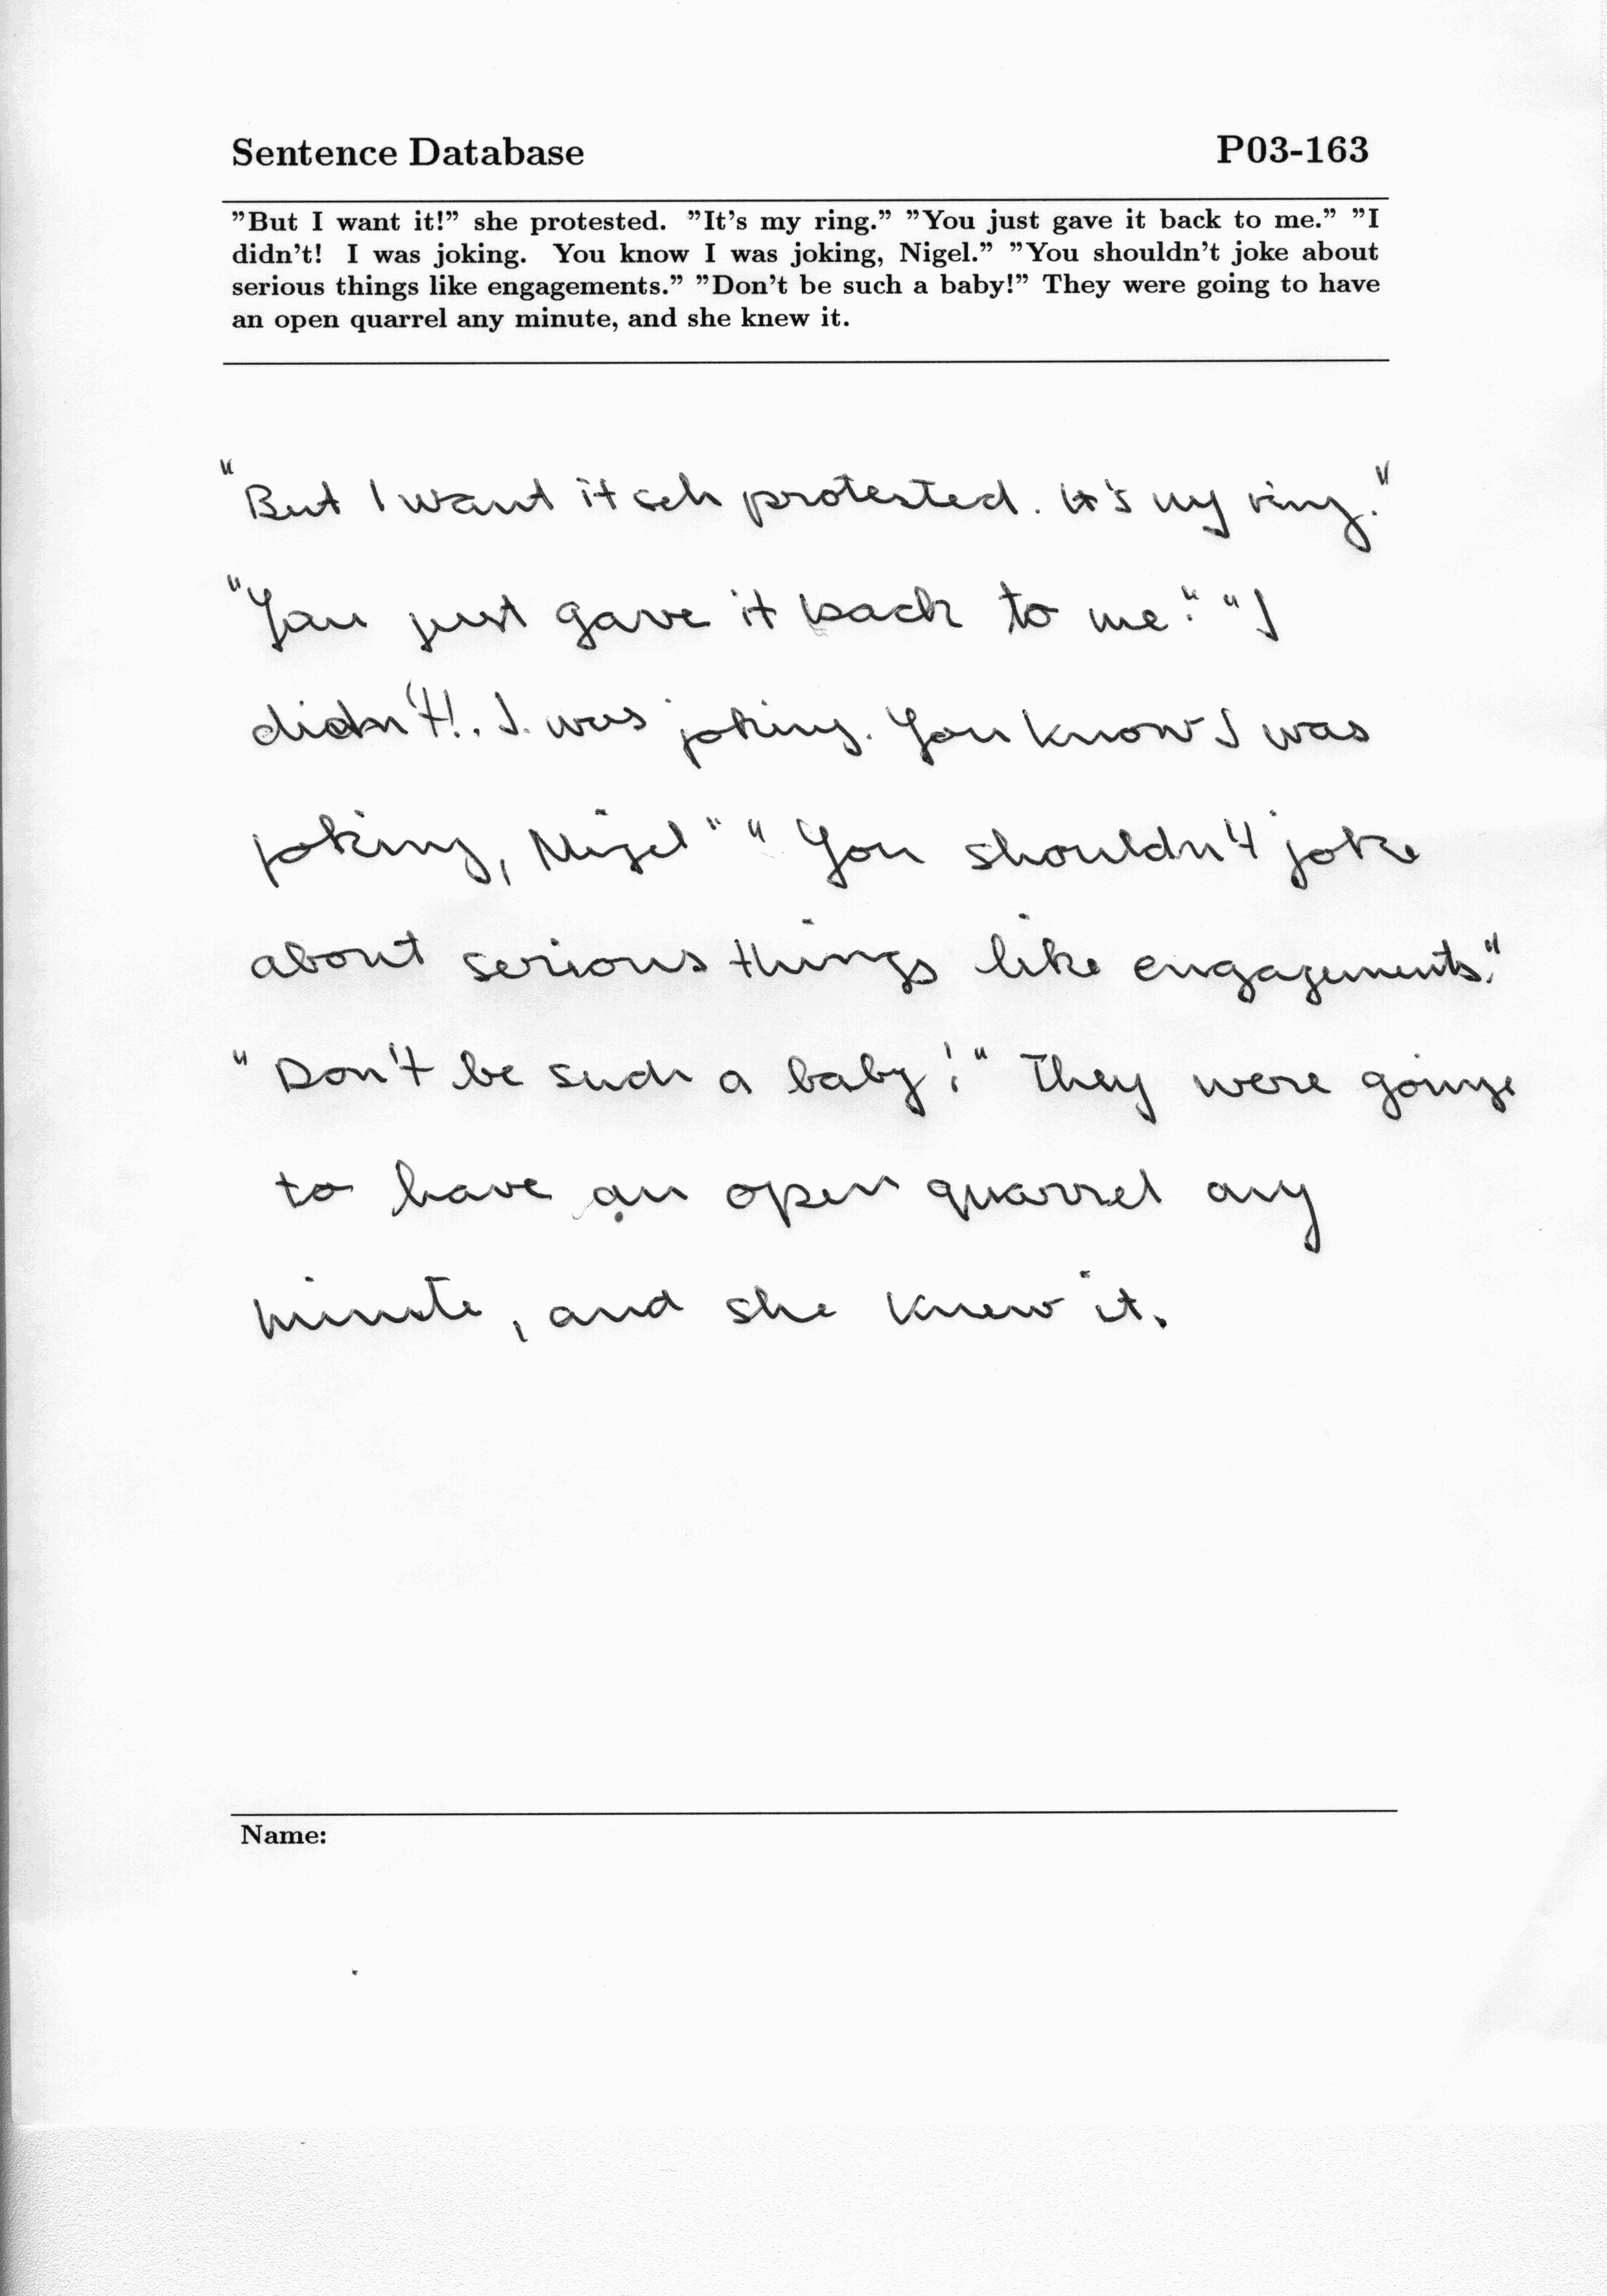 Sentence Database P03-163
”But I want it!” she protested. ”It’s my ring.” ”You just gave it back to me.” ”I
didn’t! I was joking. You know I was joking, Nigel.” ”You shouldn’t joke about
serious things like engagements.” ”Don’t be such a baby!” They were going to have
an open quarrel any minute, and she knew it.
"But I want it seh protested. It's my ring."
"You just gave it back to me." "I
didn't!. I. was joking. You know I was
joking, Nigel" "You shouldn't joke
about serious things like engagements."
"Don't be such a baby!" They were going
to have an open quarrel any
minute, and she knew it.
Name: